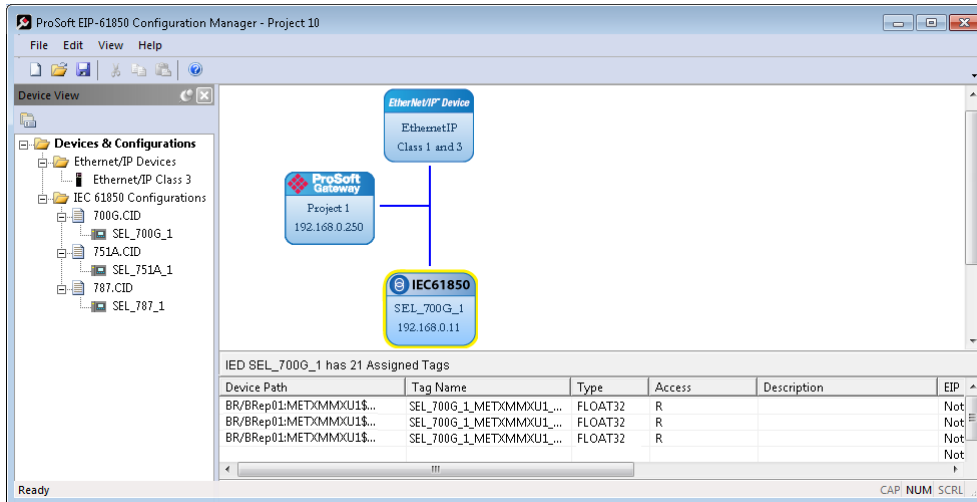 ProSoft EIP-61850 Configuration Manager - Project 10
File Edit View Help
Device View
Devices & Configurations
Ethernet/IP Devices
Ethernet/IP Class 3
IEC 61850 Configurations
700G.CID
SEL_700G_1
751A.CID
SEL_751A_1
787.CID
SEL_787_1
EtherNet/IP™ Device
EthernetIP
Class 1 and 3
ProSoft
Gateway
Project 1
192.168.0.250
IEC61850
SEL_700G_1
192.168.0.11
IED SEL_700G_1 has 21 Assigned Tags
Device Path Tag Name Type Access Description EIP
BR/BRep01:METXMMXU1$... SEL_700G_1_METXMMXU1_... FLOAT32 R Not
BR/BRep01:METXMMXU1$... SEL_700G_1_METXMMXU1_... FLOAT32 R Not
BR/BRep01:METXMMXU1$... SEL_700G_1_METXMMXU1_... FLOAT32 R Not
Not
Ready CAP NUM SCRL